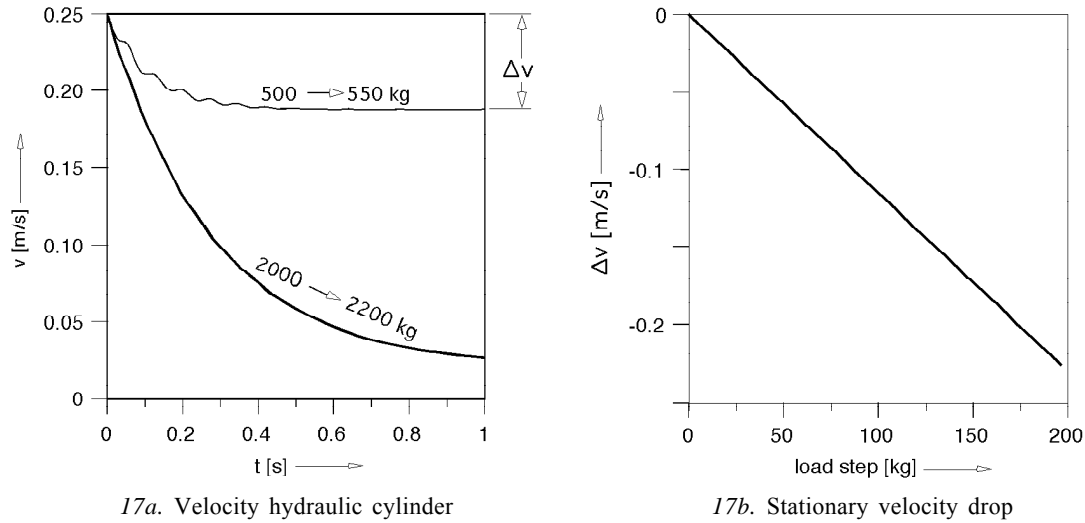 0.25
0.20
0.15
0.10
0.05
0
v [m/s]
500 → 550 kg
2000 → 2200 kg
Δv
0 0.2 0.4 0.6 0.8 1
t [s]
17a. Velocity hydraulic cylinder
0
-0.1
-0.2
Δv [m/s]
0 50 100 150 200
load step [kg]
17b. Stationary velocity drop